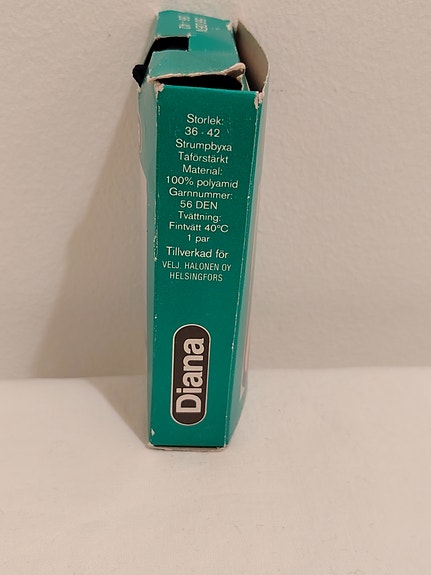 Storlek:
36 - 42
Strumpbyxa
Tåförstärkt
Material:
100% polyamid
Garnnummer:
56 DEN
Tvättning:
Fintvätt 40°C
1 par
Tillverkad för
VELJ. HALONEN OY
HELSINGFORS
Diana